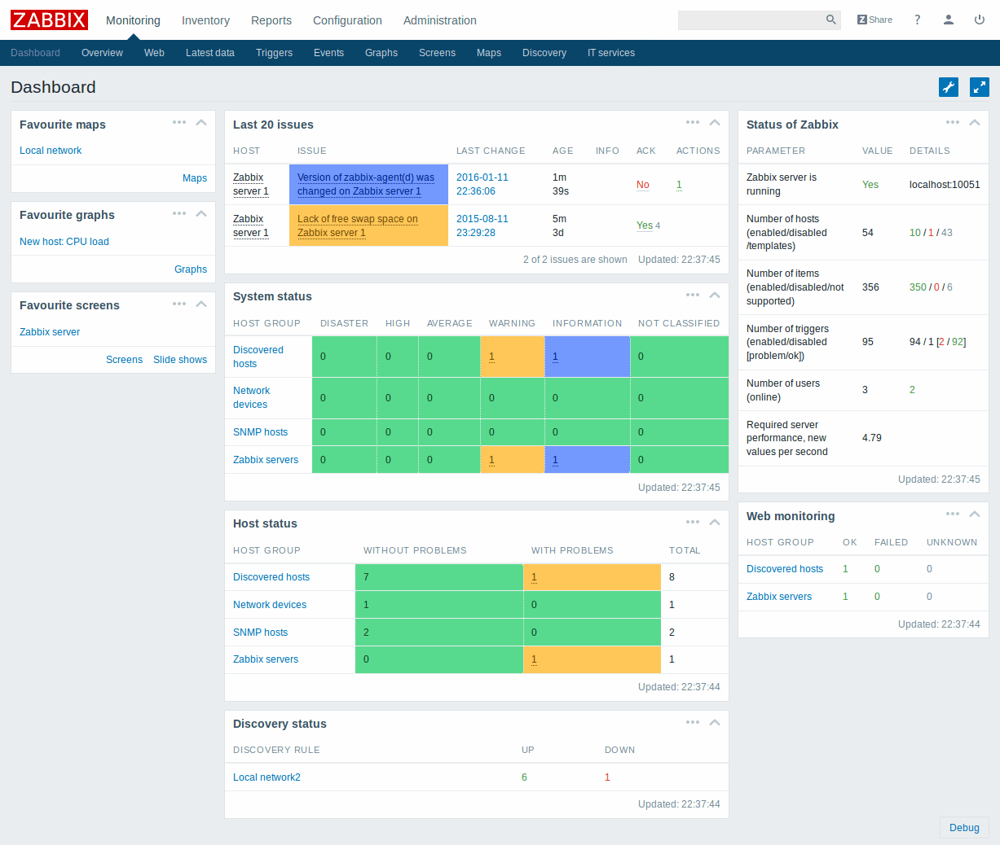 ZABBIX Monitoring Inventory Reports Configuration Administration Z Share ?
Dashboard Overview Web Latest data Triggers Events Graphs Screens Maps Discovery IT services
Dashboard
Favourite maps
Local network
Maps
Favourite graphs
New host: CPU load
Graphs
Favourite screens
Zabbix server
Screens Slide shows
Last 20 issues
HOST ISSUE LAST CHANGE AGE INFO ACK ACTIONS
Zabbix server 1 Version of zabbix-agent(d) was changed on Zabbix server 1 2016-01-11 22:36:06 1m 39s No 1
Zabbix server 1 Lack of free swap space on Zabbix server 1 2015-08-11 23:29:28 5m 3d Yes 4
2 of 2 issues are shown Updated: 22:37:45
System status
HOST GROUP DISASTER HIGH AVERAGE WARNING INFORMATION NOT CLASSIFIED
Discovered hosts 0 0 0 1 1 0
Network devices 0 0 0 0 0 0
SNMP hosts 0 0 0 0 0 0
Zabbix servers 0 0 0 1 1 0
Updated: 22:37:45
Host status
HOST GROUP WITHOUT PROBLEMS WITH PROBLEMS TOTAL
Discovered hosts 7 1 8
Network devices 1 0 1
SNMP hosts 2 0 2
Zabbix servers 0 1 1
Updated: 22:37:44
Discovery status
DISCOVERY RULE UP DOWN
Local network2 6 1
Updated: 22:37:44
Status of Zabbix
PARAMETER VALUE DETAILS
Zabbix server is running Yes localhost:10051
Number of hosts (enabled/disabled/templates) 54 10 / 1 / 43
Number of items (enabled/disabled/not supported) 356 350 / 0 / 6
Number of triggers (enabled/disabled [problem/ok]) 95 94 / 1 [2 / 92]
Number of users (online) 3 2
Required server performance, new values per second 4.79
Updated: 22:37:45
Web monitoring
HOST GROUP OK FAILED UNKNOWN
Discovered hosts 1 0 0
Zabbix servers 1 0 0
Updated: 22:37:44
Debug